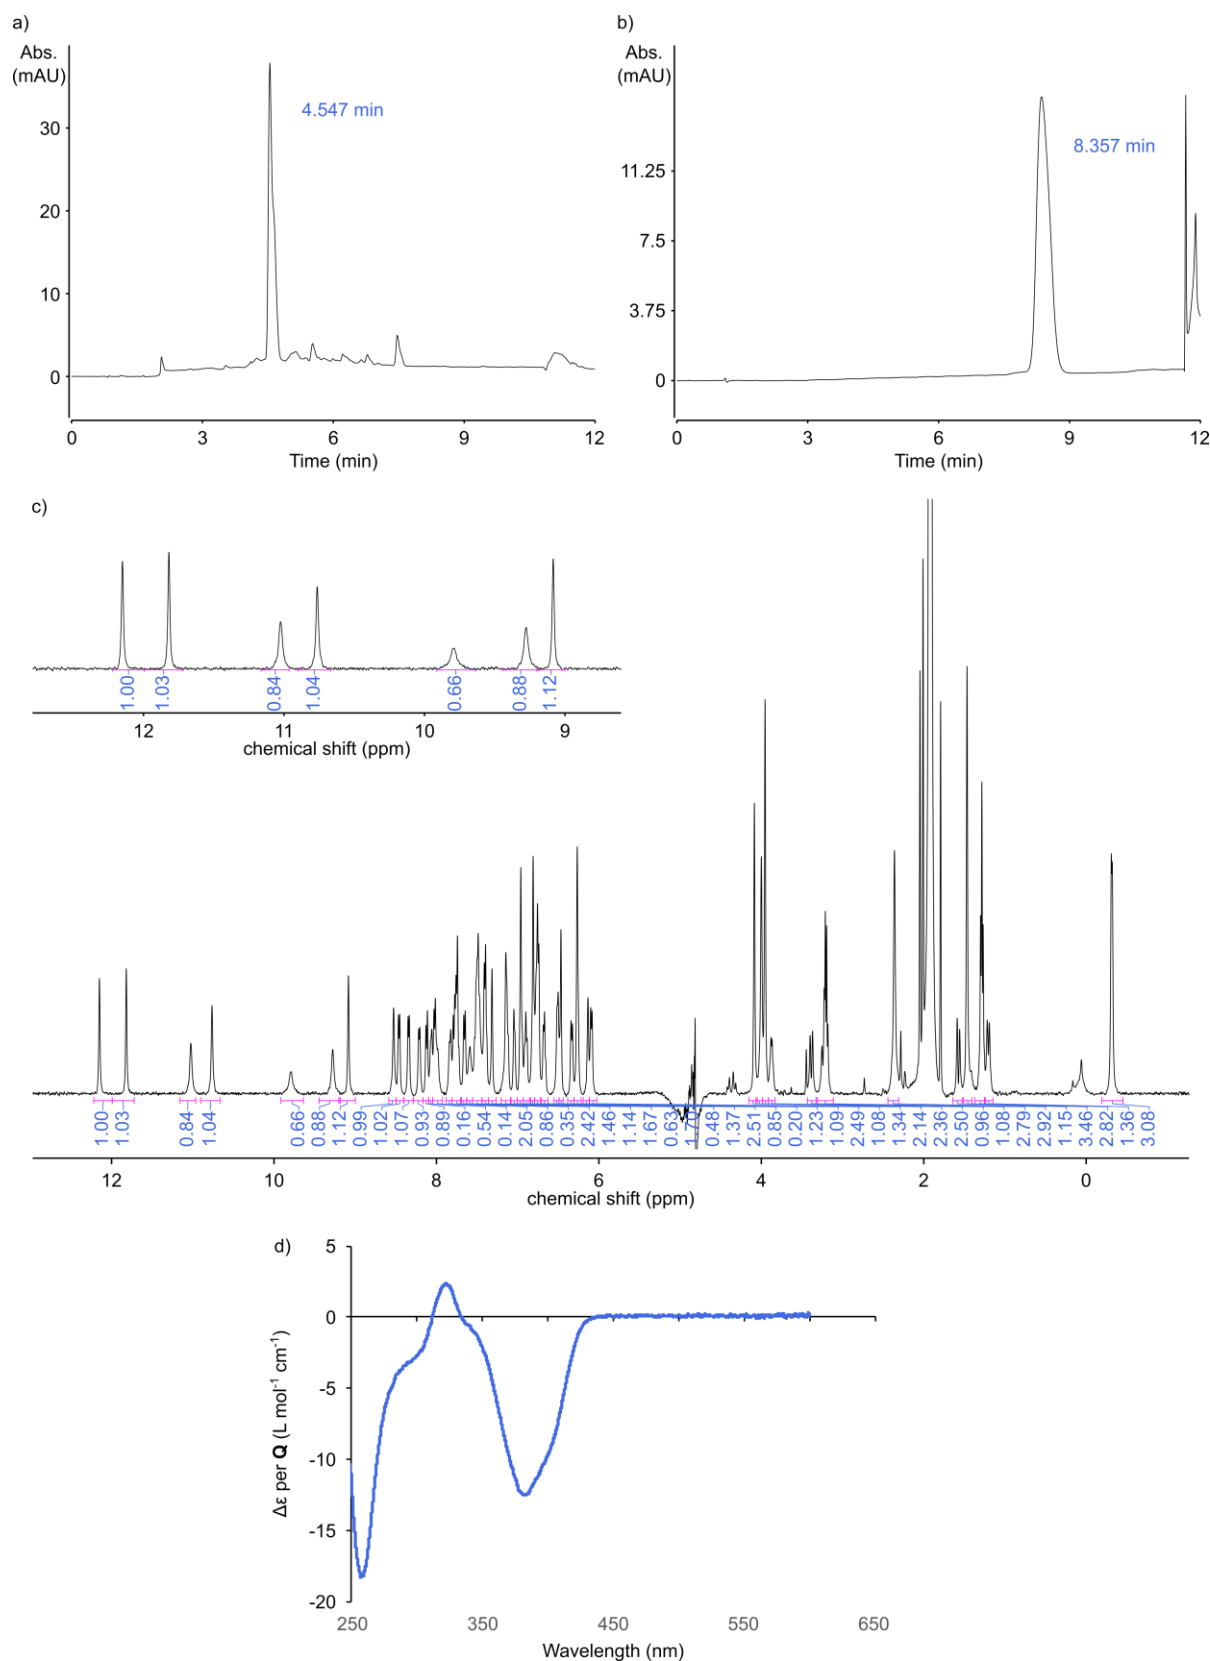 a)
Abs.
(mAU)
4.547 min
30
20
10
0
0 3 6 9 12
Time (min)
b)
Abs.
(mAU)
8.357 min
11.25
7.5
3.75
0
0 3 6 9 12
Time (min)
c)
1.00 1.03 0.84 1.04 0.66 0.88 1.12
12 11 10 9
chemical shift (ppm)
1.00 1.03 0.84 1.04 0.66 0.88 1.12 0.99 1.02 1.07 0.93 0.89 0.16 0.54 0.14 2.05 0.86 0.35 2.42 1.46 1.14 1.67 0.63 1.70 0.48 1.37 2.51 0.85 0.20 1.23 1.09 2.49 1.08 1.34 2.14 2.36 2.50 0.96 1.08 2.79 2.92 1.15 3.46 2.82 1.36 3.08
12 10 8 6 4 2 0
chemical shift (ppm)
d)
5
0
-5
-10
-15
-20
Δε per Q (L mol⁻¹ cm⁻¹)
250 350 450 550 650
Wavelength (nm)